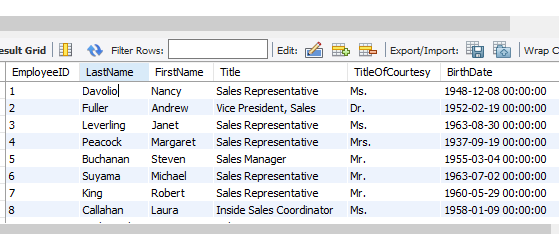 esult Grid Filter Rows: Edit: Export/Import: Wrap C
EmployeeID LastName FirstName Title TitleOfCourtesy BirthDate
1 Davolio Nancy Sales Representative Ms. 1948-12-08 00:00:00
2 Fuller Andrew Vice President, Sales Dr. 1952-02-19 00:00:00
3 Leverling Janet Sales Representative Ms. 1963-08-30 00:00:00
4 Peacock Margaret Sales Representative Mrs. 1937-09-19 00:00:00
5 Buchanan Steven Sales Manager Mr. 1955-03-04 00:00:00
6 Suyama Michael Sales Representative Mr. 1963-07-02 00:00:00
7 King Robert Sales Representative Mr. 1960-05-29 00:00:00
8 Callahan Laura Inside Sales Coordinator Ms. 1958-01-09 00:00:00